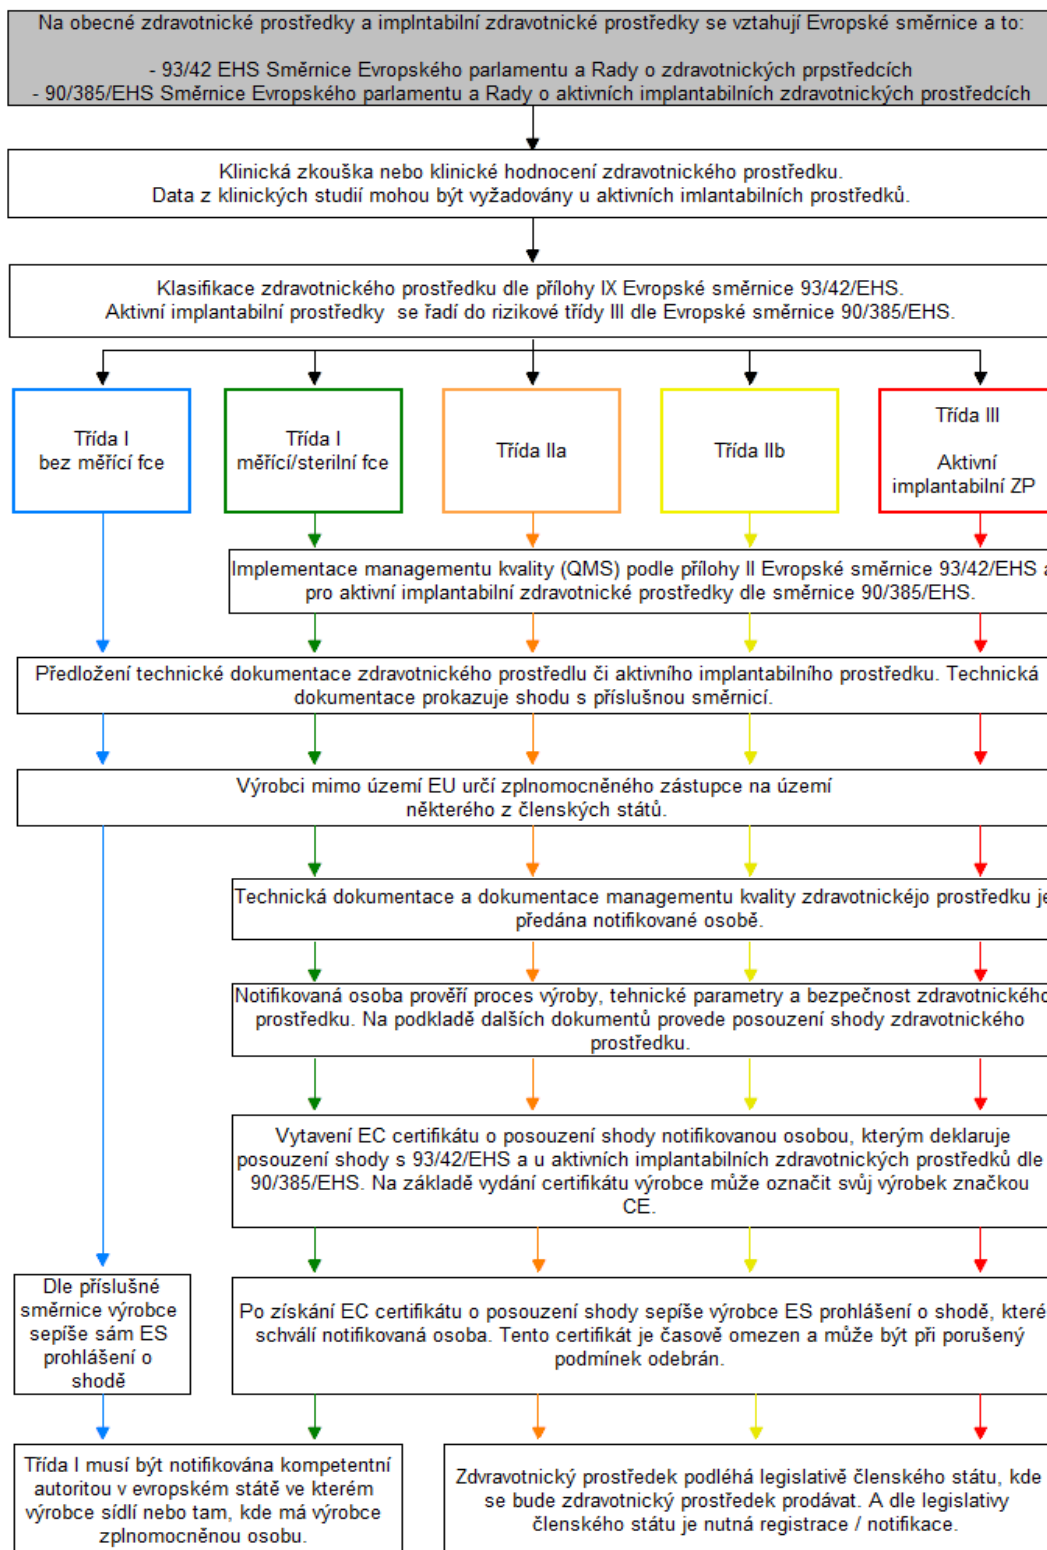 Na obecné zdravotnické prostředky a implntabilní zdravotnické prostředky se vztahují Evropské směrnice a to:
- 93/42 EHS Směrnice Evropského parlamentu a Rady o zdravotnických prpstředcích
- 90/385/EHS Směrnice Evropského parlamentu a Rady o aktivních implantabilních zdravotnických prostředcích
Klinická zkouška nebo klinické hodnocení zdravotnického prostředku.
Data z klinických studií mohou být vyžadovány u aktivních imlantabilních prostředků.
Klasifikace zdravotnického prostředku dle přílohy IX Evropské směrnice 93/42/EHS.
Aktivní implantabilní prostředky se řadí do rizikové třídy III dle Evropské směrnice 90/385/EHS.
Třída I
bez měřící fce
Třída I
měřící/sterilní fce
Třída IIa
Třída IIb
Třída III
Aktivní
implantabilní ZP
Implementace managementu kvality (QMS) podle přílohy II Evropské směrnice 93/42/EHS a
pro aktivní implantabilní zdravotnické prostředky dle směrnice 90/385/EHS.
Předložení technické dokumentace zdravotnického prostředlu či aktivního implantabilního prostředku. Technická
dokumentace prokazuje shodu s příslušnou směrnicí.
Výrobci mimo území EU určí zplnomocněného zástupce na území
některého z členských států.
Technická dokumentace a dokumentace managementu kvality zdravotnickéjo prostředku je
předána notifikované osobě.
Notifikovaná osoba prověří proces výroby, tehnické parametry a bezpečnost zdravotnického
prostředku. Na podkladě dalších dokumentů provede posouzení shody zdravotnického
prostředku.
Vytavení EC certifikátu o posouzení shody notifikovanou osobou, kterým deklaruje
posouzení shody s 93/42/EHS a u aktivních implantabilních zdravotnických prostředků dle
90/385/EHS. Na základě vydání certifikátu výrobce může označit svůj výrobek značkou
CE.
Dle příslušné
směrnice výrobce
sepíše sám ES
prohlášení o
shodě
Po získání EC certifikátu o posouzení shody sepíše výrobce ES prohlášení o shodě, které
schválí notifikovaná osoba. Tento certifikát je časově omezen a může být při porušený
podmínek odebrán.
Třída I musí být notifikována kompetentní
autoritou v evropském státě ve kterém
výrobce sídlí nebo tam, kde má výrobce
zplnomocněnou osobu.
Zdvravotnický prostředek podléhá legislativě členského státu, kde
se bude zdravotnický prostředek prodávat. A dle legislativy
členského státu je nutná registrace / notifikace.